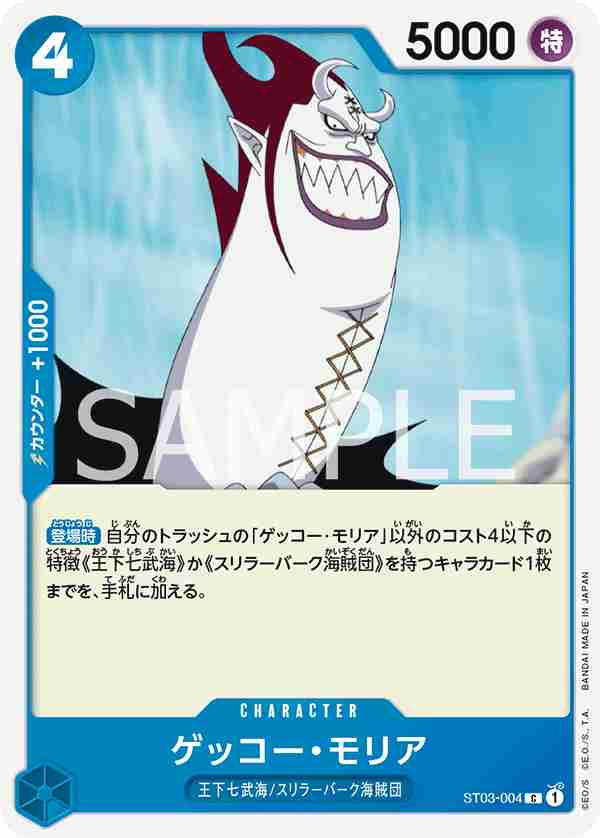 4
5000 特
カウンター +1000
SAMPLE
登場時 自分のトラッシュの「ゲッコー・モリア」以外のコスト4以下の
特徴《王下七武海》か《スリラーバーク海賊団》を持つキャラカード1枚
までを、手札に加える。
CHARACTER
ゲッコー・モリア
王下七武海/スリラーバーク海賊団
ST03-004 C 1
©E.O/S ©E.O./S., T.A. BANDAI MADE IN JAPAN